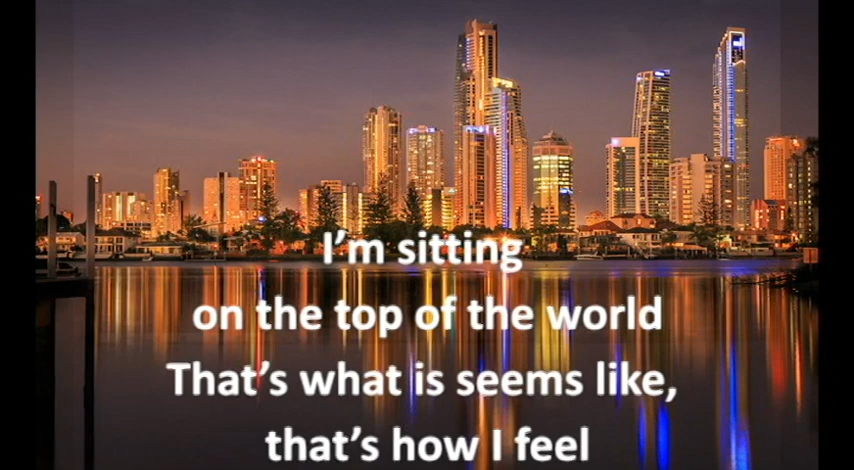 I'm sitting
on the top of the world
That's what is seems like,
that's how I feel